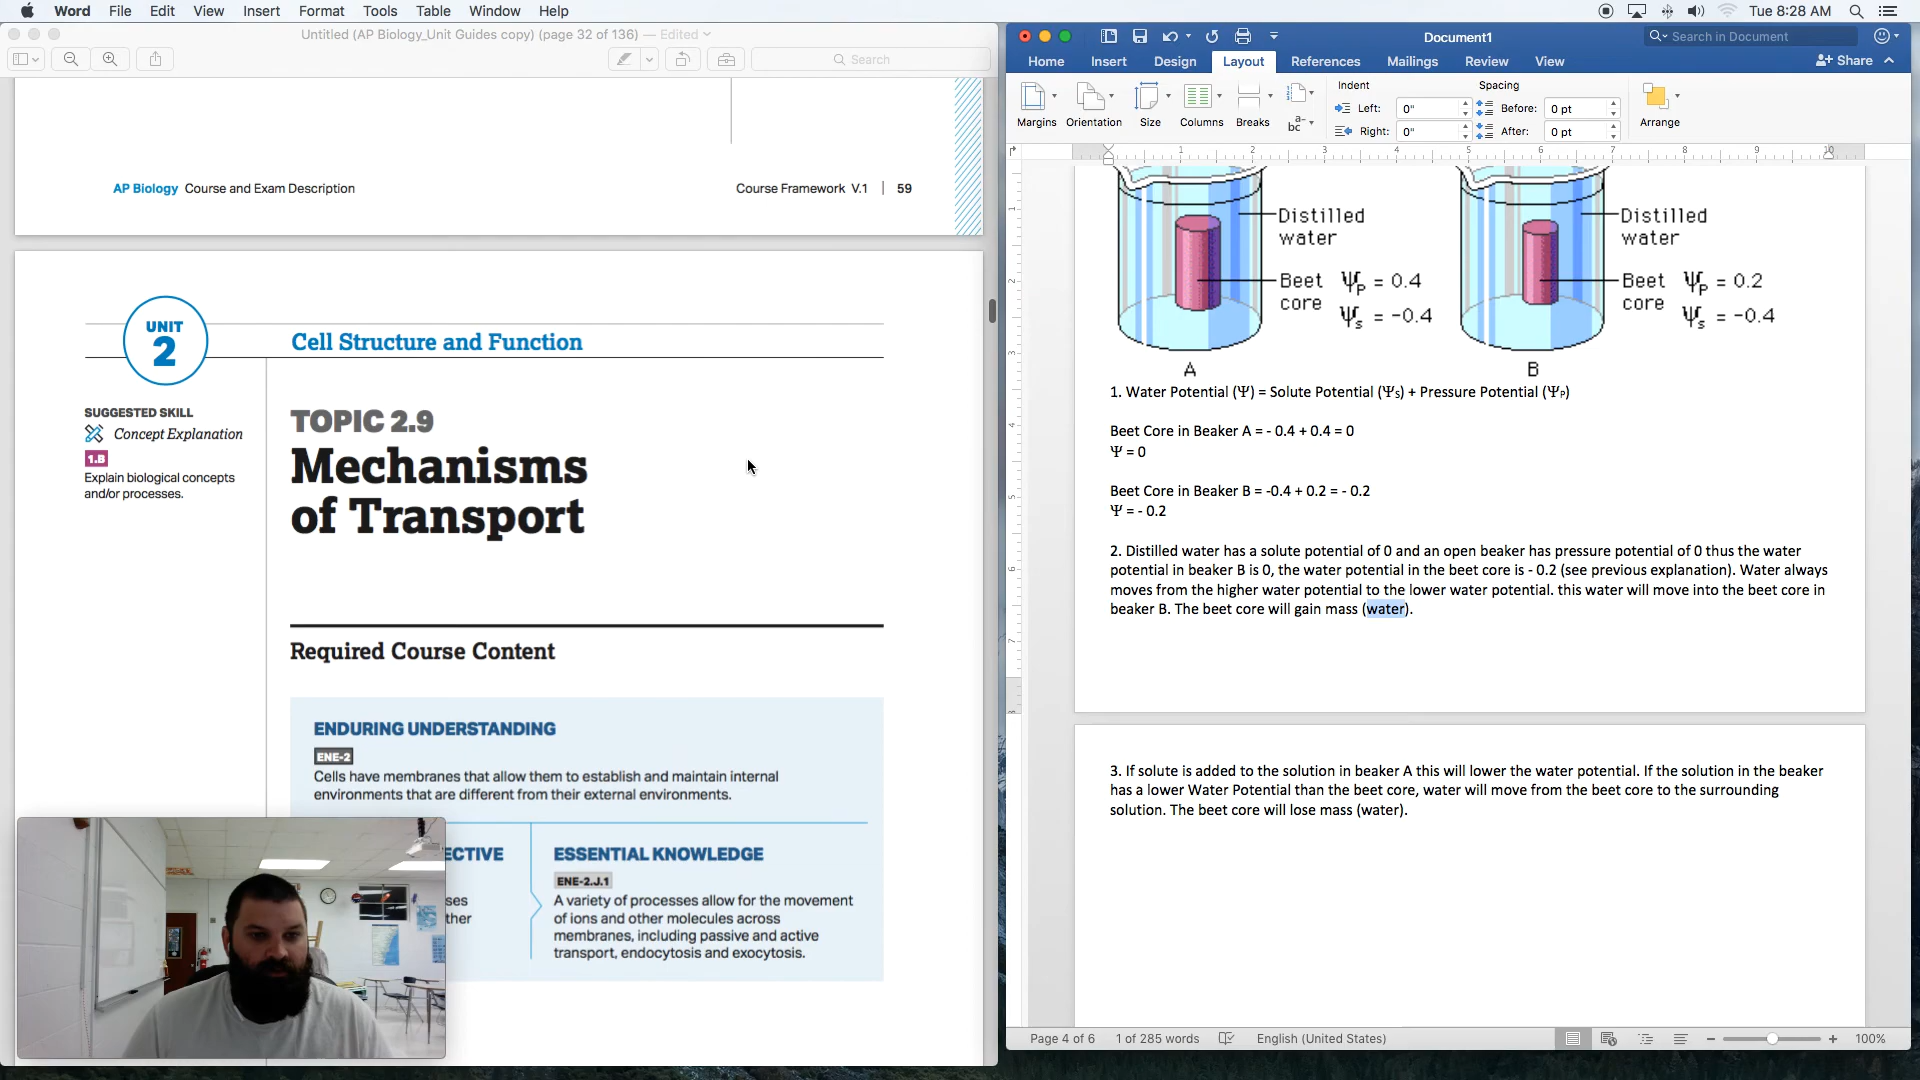 Word File Edit View Insert Format Tools Table Window Help
Tue 8:28 AM
Untitled (AP Biology_Unit Guides copy) (page 32 of 136) — Edited
Search
AP Biology Course and Exam Description
Course Framework V.1 | 59
UNIT
2
Cell Structure and Function
SUGGESTED SKILL
Concept Explanation
1.B
Explain biological concepts
and/or processes.
TOPIC 2.9
Mechanisms
of Transport
Required Course Content
ENDURING UNDERSTANDING
ENE-2
Cells have membranes that allow them to establish and maintain internal
environments that are different from their external environments.
ECTIVE
ses
ther
ESSENTIAL KNOWLEDGE
ENE-2.J.1
A variety of processes allow for the movement
of ions and other molecules across
membranes, including passive and active
transport, endocytosis and exocytosis.
Document1
Search in Document
Home Insert Design Layout References Mailings Review View
Share
Margins Orientation Size Columns Breaks
Indent
Left: 0"
Right: 0"
Spacing
Before: 0 pt
After: 0 pt
Arrange
1 2 3 4 5 6 7 8 9 10
Distilled
water
Beet
core
Ψp = 0.4
Ψs = -0.4
A
Distilled
water
Beet
core
Ψp = 0.2
Ψs = -0.4
B
1. Water Potential (Ψ) = Solute Potential (Ψs) + Pressure Potential (Ψp)
Beet Core in Beaker A = - 0.4 + 0.4 = 0
Ψ = 0
Beet Core in Beaker B = -0.4 + 0.2 = - 0.2
Ψ = - 0.2
2. Distilled water has a solute potential of 0 and an open beaker has pressure potential of 0 thus the water
potential in beaker B is 0, the water potential in the beet core is - 0.2 (see previous explanation). Water always
moves from the higher water potential to the lower water potential. this water will move into the beet core in
beaker B. The beet core will gain mass (water).
3. If solute is added to the solution in beaker A this will lower the water potential. If the solution in the beaker
has a lower Water Potential than the beet core, water will move from the beet core to the surrounding
solution. The beet core will lose mass (water).
Page 4 of 6 1 of 285 words English (United States) 100%